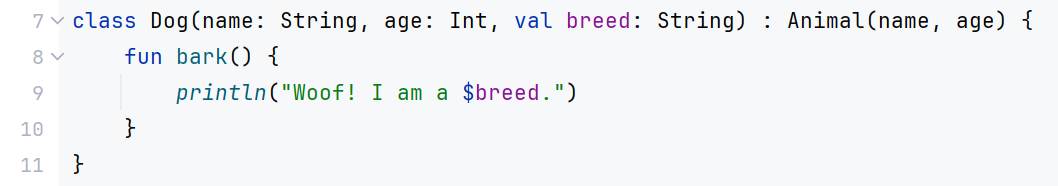 7 class Dog(name: String, age: Int, val breed: String) : Animal(name, age) {
8     fun bark() {
9         println("Woof! I am a $breed.")
10     }
11 }